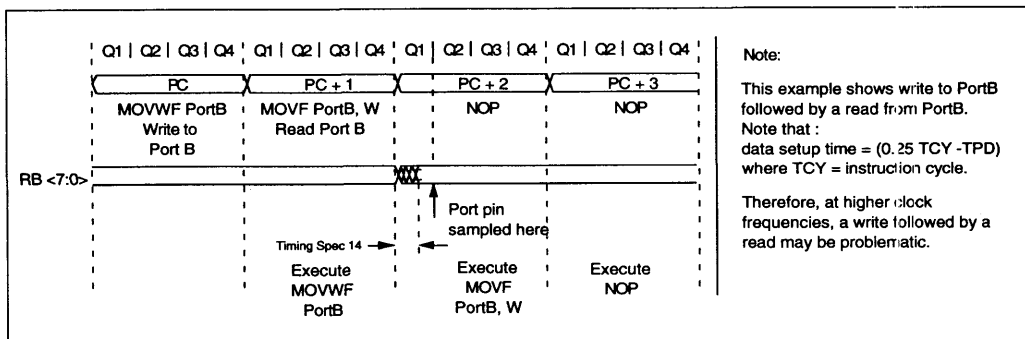 Q1 | Q2 | Q3 | Q4 Q1 | Q2 | Q3 | Q4 Q1 | Q2 | Q3 | Q4 Q1 | Q2 | Q3 | Q4
PC PC + 1 PC + 2 PC + 3
MOVWF PortB MOVF PortB, W NOP NOP
Write to Read Port B
Port B
RB <7:0>
Port pin
sampled here
Timing Spec 14
Execute Execute Execute
MOVWF MOVF NOP
PortB PortB, W
Note:
This example shows write to PortB
followed by a read from PortB.
Note that :
data setup time = (0.25 TCY -TPD)
where TCY = instruction cycle.
Therefore, at higher clock
frequencies, a write followed by a
read may be problematic.